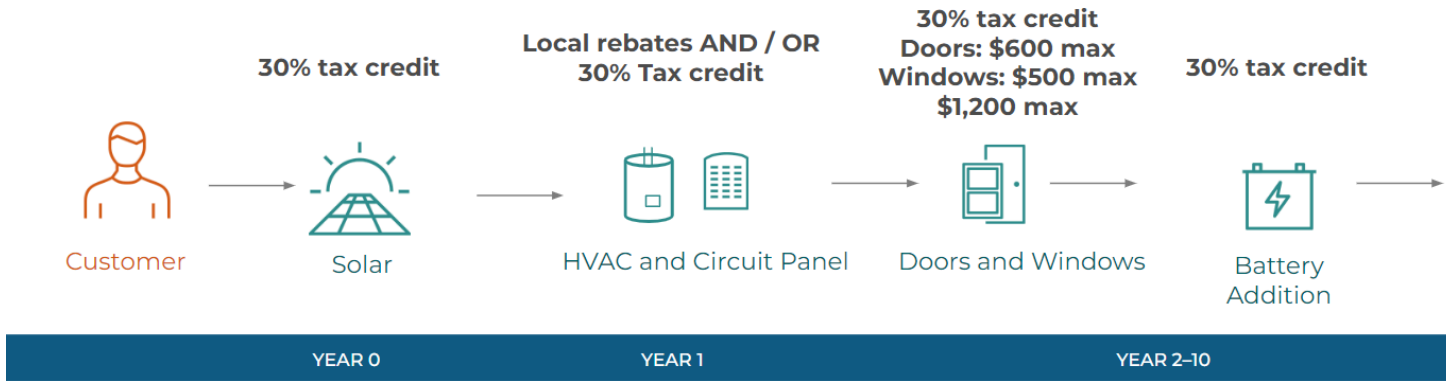 30% tax credit
Local rebates AND / OR
30% Tax credit
30% tax credit
Doors: $600 max
Windows: $500 max
$1,200 max
30% tax credit
Customer
Solar
HVAC and Circuit Panel
Doors and Windows
Battery
Addition
YEAR 0
YEAR 1
YEAR 2–10